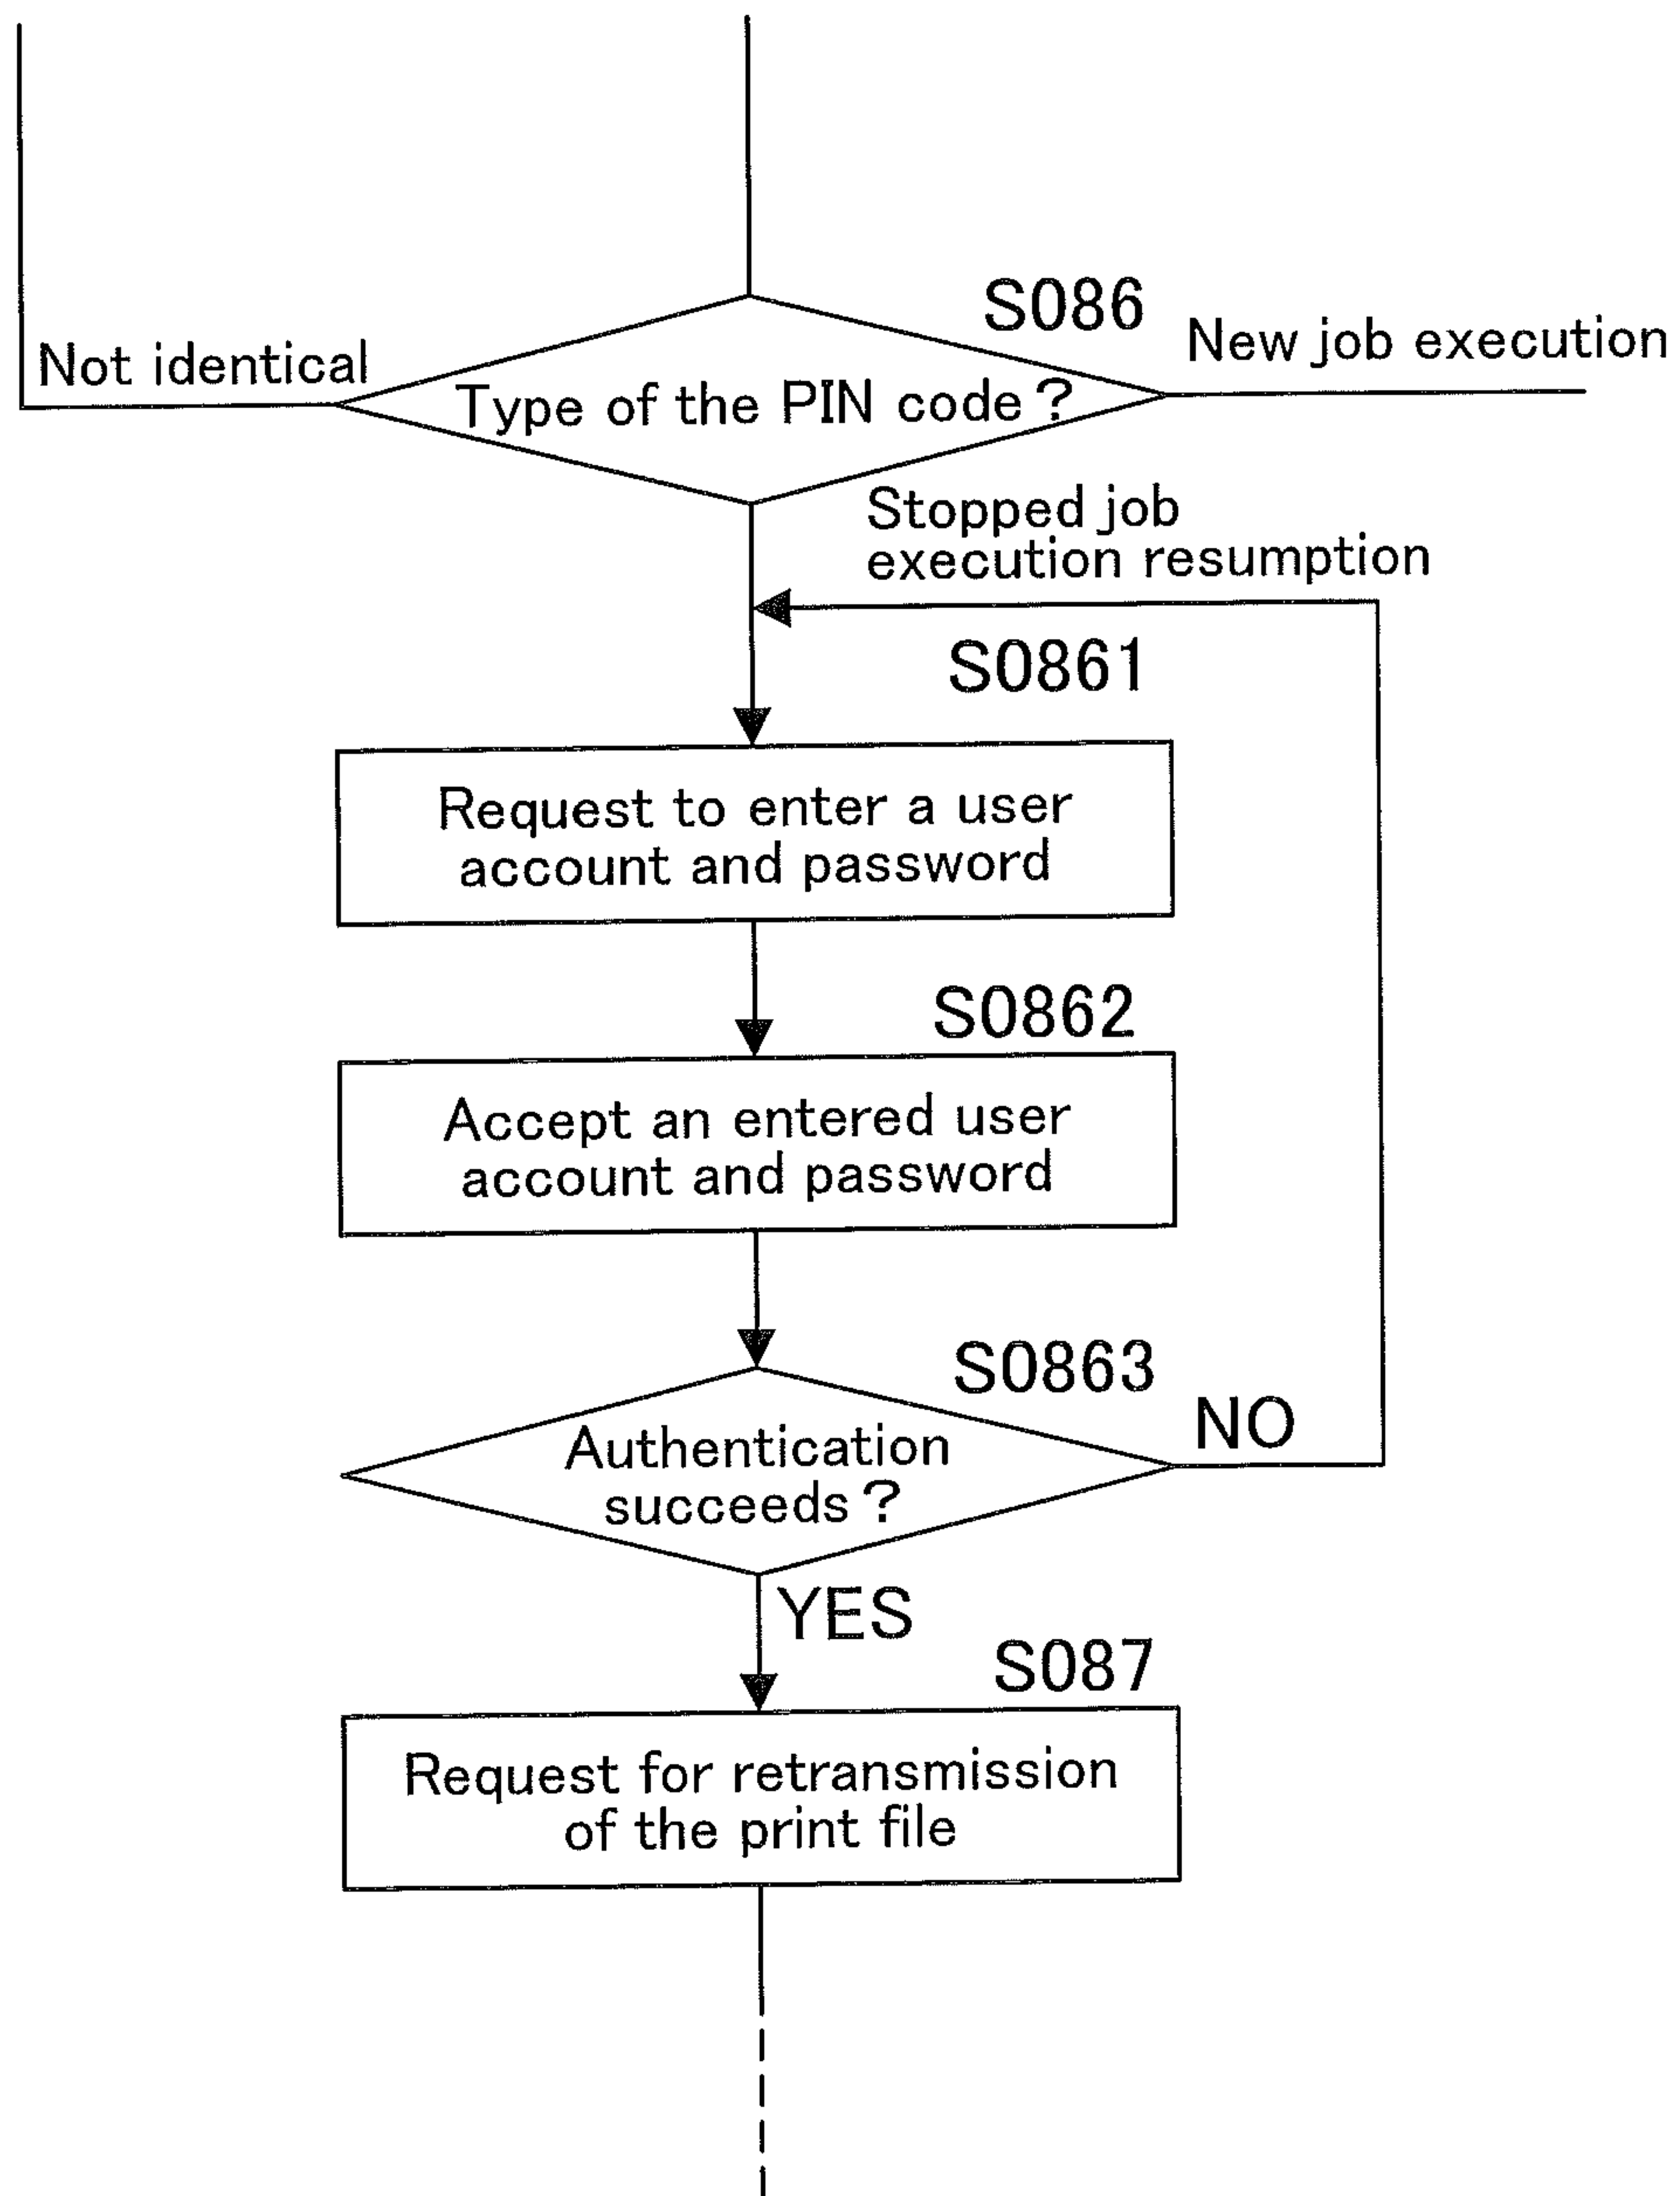 S086
Not identical
New job execution
Type of the PIN code ?
Stopped job
execution resumption
S0861
Request to enter a user
account and password
S0862
Accept an entered user
account and password
S0863
NO
Authentication
succeeds ?
YES
S087
Request for retransmission
of the print file